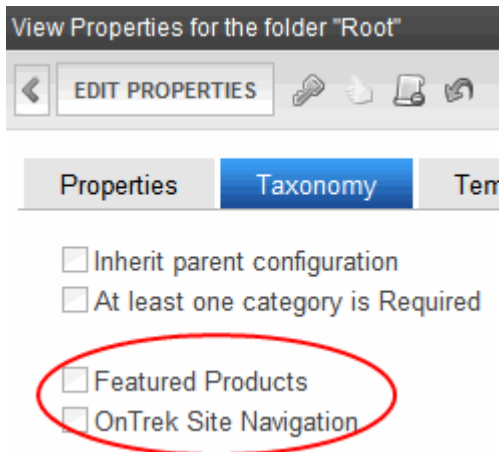 View Properties for the folder "Root"
EDIT PROPERTIES
Properties Taxonomy Tem
Inherit parent configuration
At least one category is Required
Featured Products
OnTrek Site Navigation